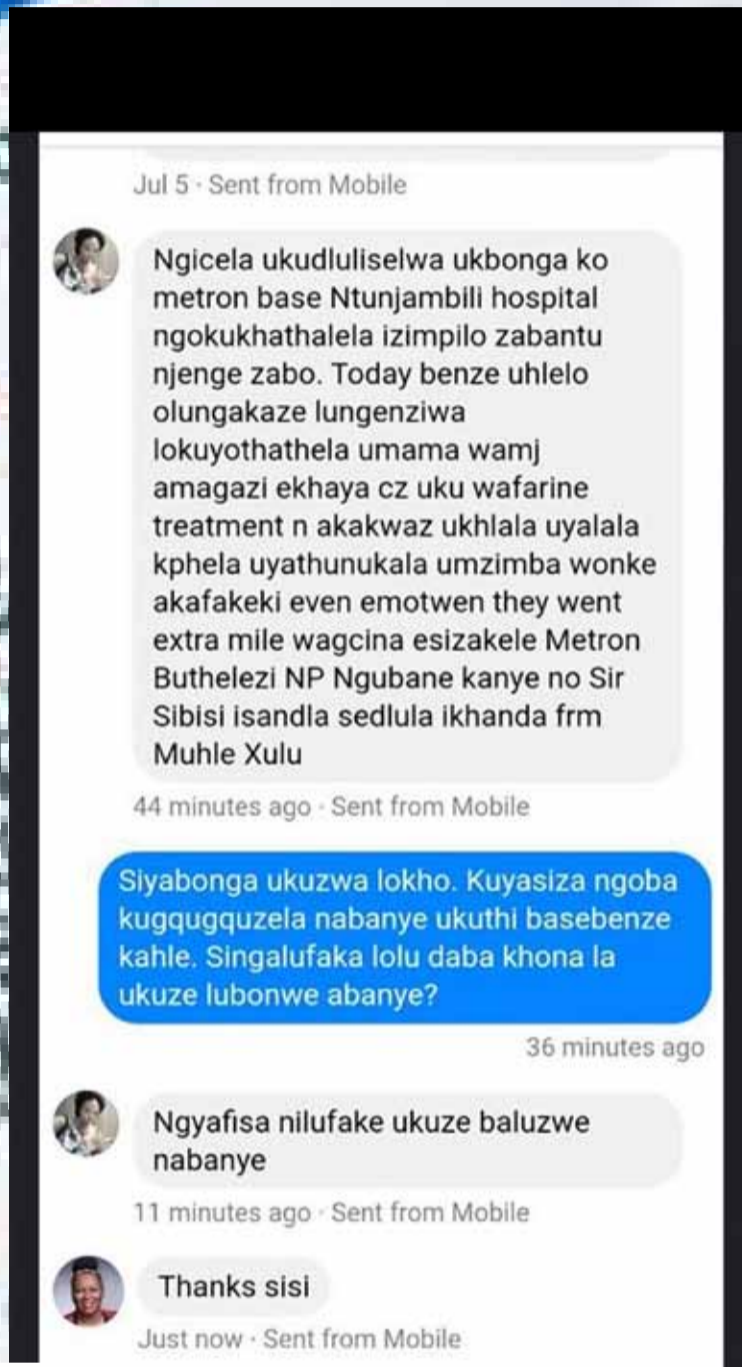 Jul 5 · Sent from Mobile
Ngicela ukudluliselwa ukbonga ko
metron base Ntunjambili hospital
ngokukhathalela izimpilo zabantu
njenge zabo. Today benze uhlelo
olungakaze lungenziwa
lokuyothathela umama wamj
amagazi ekhaya cz uku wafarine
treatment n akakwaz ukhlala uyalala
kphela uyathunukala umzimba wonke
akafakeki even emotwen they went
extra mile wagcina esizakele Metron
Buthelezi NP Ngubane kanye no Sir
Sibisi isandla sedlula ikhanda frm
Muhle Xulu
44 minutes ago · Sent from Mobile
Siyabonga ukuzwa lokho. Kuyasiza ngoba
kugqugquzela nabanye ukuthi basebenze
kahle. Singalufaka lolu daba khona la
ukuze lubonwe abanye?
36 minutes ago
Ngyafisa nilufake ukuze baluzwe
nabanye
11 minutes ago · Sent from Mobile
Thanks sisi
Just now · Sent from Mobile